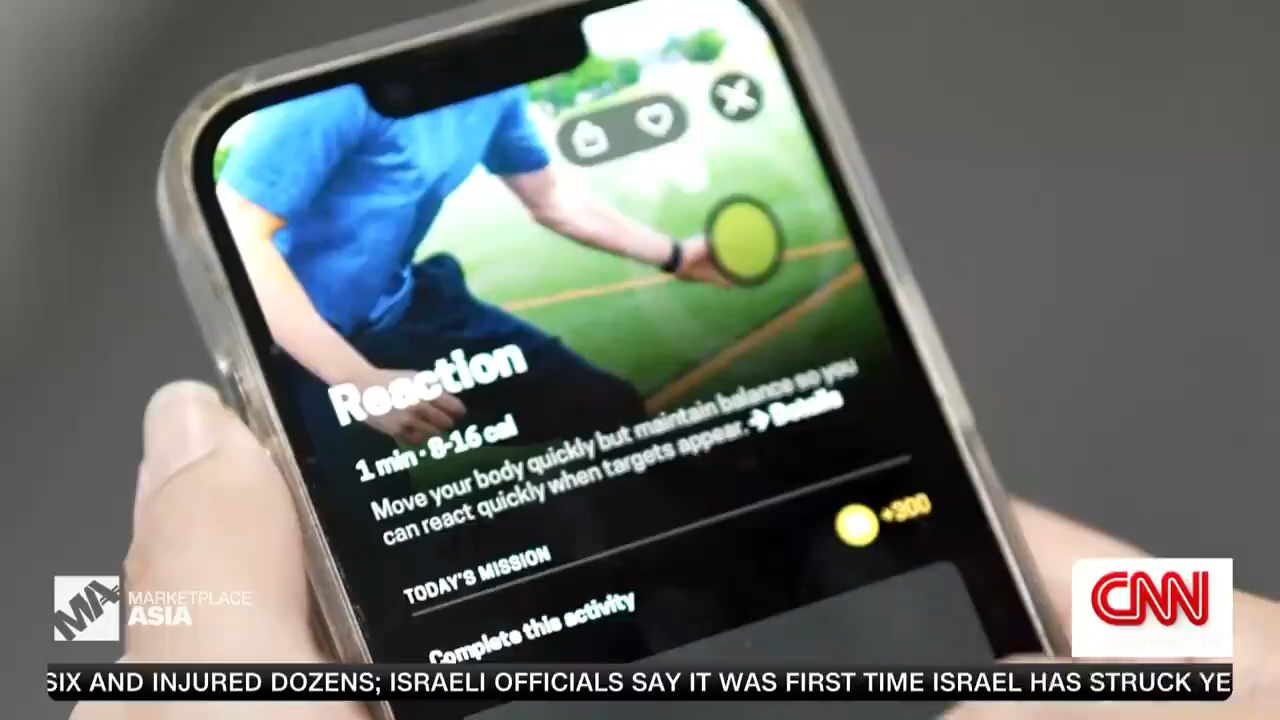 Reaction
1 min · 8-16 cal
Move your body quickly but maintain balance so you
can react quickly when targets appear. → Details
+300
TODAY'S MISSION
Complete this activity
MA
MARKETPLACE
ASIA
CNN
SIX AND INJURED DOZENS; ISRAELI OFFICIALS SAY IT WAS FIRST TIME ISRAEL HAS STRUCK YE